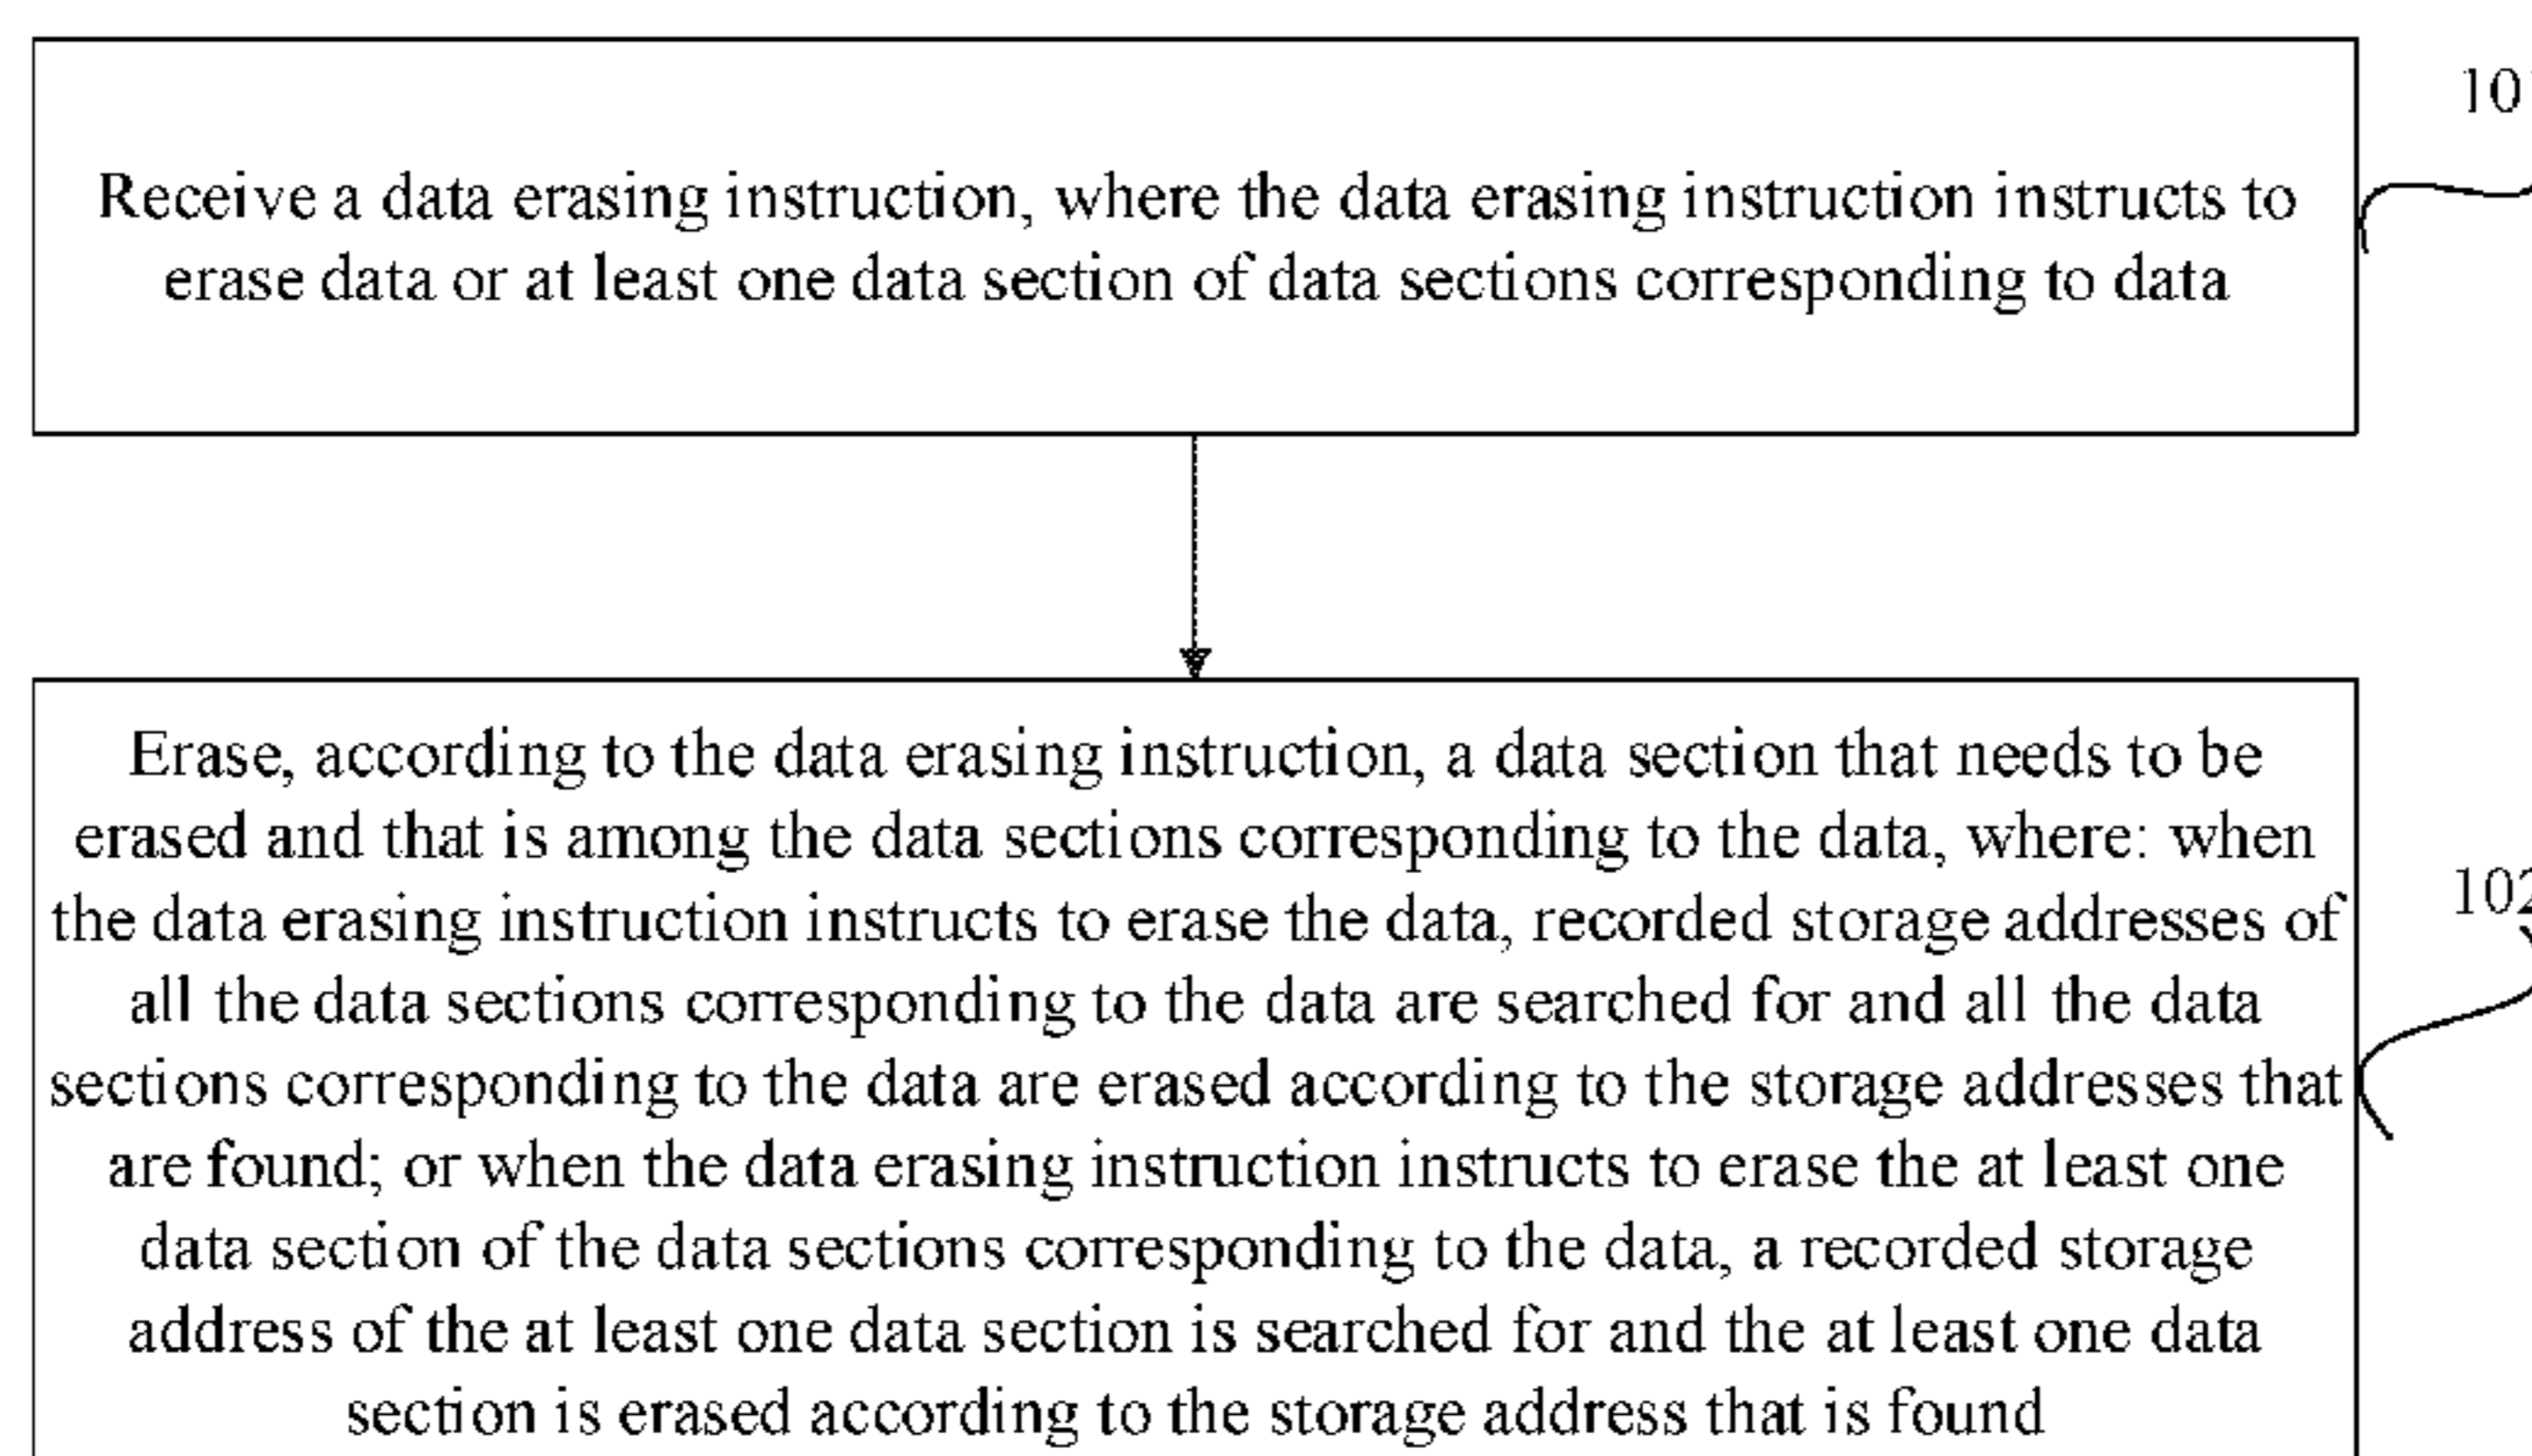 Receive a data erasing instruction, where the data erasing instruction instructs to
erase data or at least one data section of data sections corresponding to data
Erase, according to the data erasing instruction, a data section that needs to be
erased and that is among the data sections corresponding to the data, where: when
the data erasing instruction instructs to erase the data, recorded storage addresses of
all the data sections corresponding to the data are searched for and all the data
sections corresponding to the data are erased according to the storage addresses that
are found; or when the data erasing instruction instructs to erase the at least one
data section of the data sections corresponding to the data, a recorded storage
address of the at least one data section is searched for and the at least one data
section is erased according to the storage address that is found
102